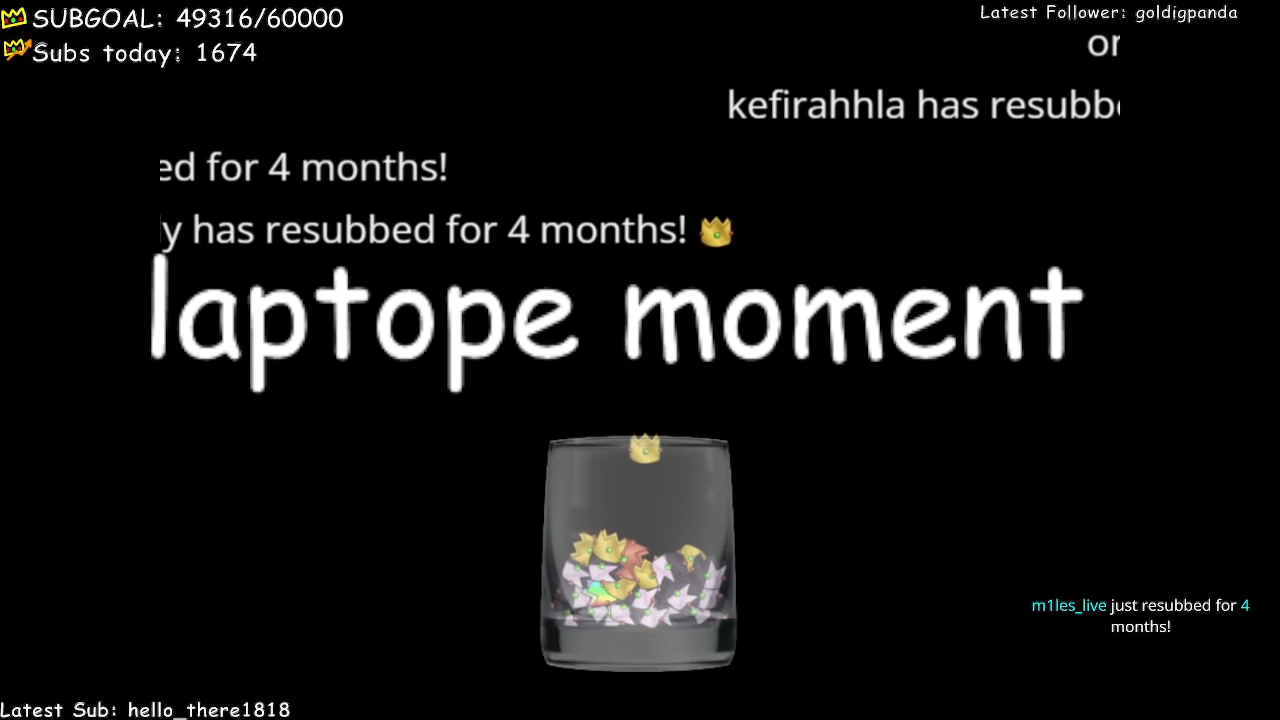 SUBGOAL: 49316/60000
Latest Follower: goldigpanda
Subs today: 1674
kefirahhla has resubb
ed for 4 months!
y has resubbed for 4 months!
laptope moment
m1les_live just resubbed for 4
months!
Latest Sub: hello_there1818